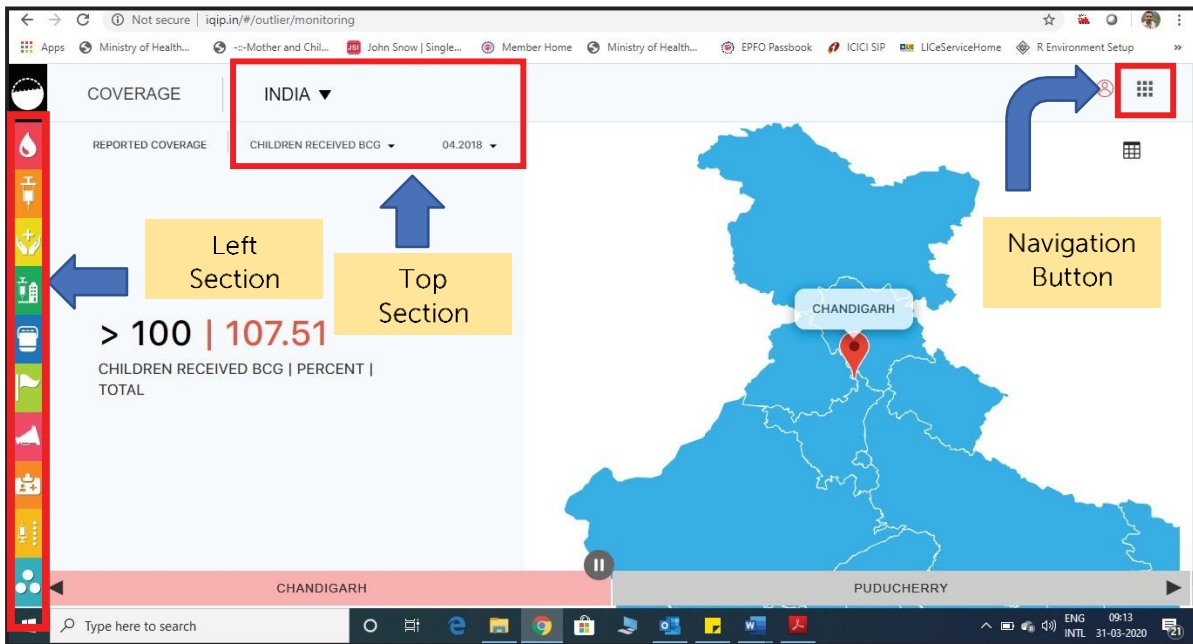 Not secure | iqip.in/#/outlier/monitoring
Apps Ministry of Health... -::-Mother and Chil... JSI John Snow | Single... Member Home Ministry of Health... EPFO Passbook ICICI SIP LICeServiceHome R Environment Setup »
COVERAGE INDIA ▼
REPORTED COVERAGE CHILDREN RECEIVED BCG 04.2018
Left
Section
Top
Section
Navigation
Button
CHANDIGARH
> 100 | 107.51
CHILDREN RECEIVED BCG | PERCENT |
TOTAL
CHANDIGARH PUDUCHERRY
Type here to search
ENG 09:13
INTL 31-03-2020
21